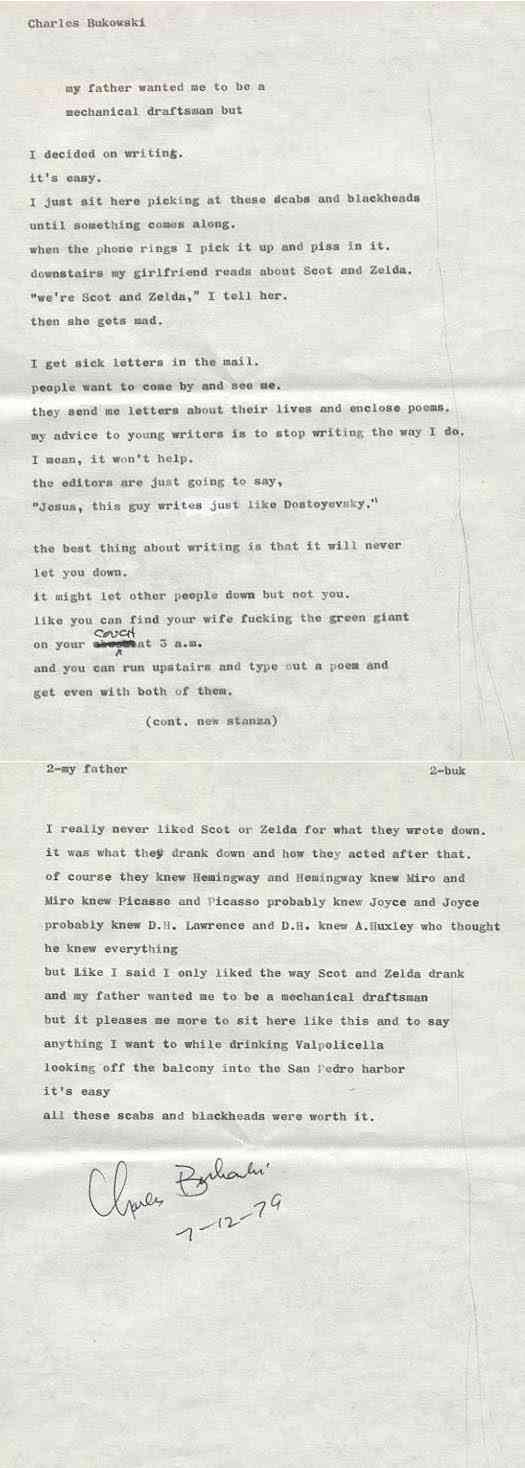 Charles Bukowski
my father wanted me to be a
mechanical draftsman but
I decided on writing.
it's easy.
I just sit here picking at these scabs and blackheads
until something comes along.
when the phone rings I pick it up and piss in it.
downstairs my girlfriend reads about Scot and Zelda.
"we're Scot and Zelda," I tell her.
then she gets mad.
I get sick letters in the mail.
people want to come by and see me.
they send me letters about their lives and enclose poems.
my advice to young writers is to stop writing the way I do.
I mean, it won't help.
the editors are just going to say,
"Jesus, this guy writes just like Dostoyevsky."
the best thing about writing is that it will never
let you down.
it might let other people down but not you.
like you can find your wife fucking the green giant
on your couch at 3 a.m.
and you can run upstairs and type out a poem and
get even with both of them.
(cont. new stanza)
2-my father 2-buk
I really never liked Scot or Zelda for what they wrote down.
it was what they drank down and how they acted after that.
of course they knew Hemingway and Hemingway knew Miro and
Miro knew Picasso and Picasso probably knew Joyce and Joyce
probably knew D.H. Lawrence and D.H. knew A.Huxley who thought
he knew everything
but like I said I only liked the way Scot and Zelda drank
and my father wanted me to be a mechanical draftsman
but it pleases me more to sit here like this and to say
anything I want to while drinking Valpolicella
looking off the balcony into the San Pedro harbor
it's easy
all these scabs and blackheads were worth it.
Charles Bukowski
7-12-79